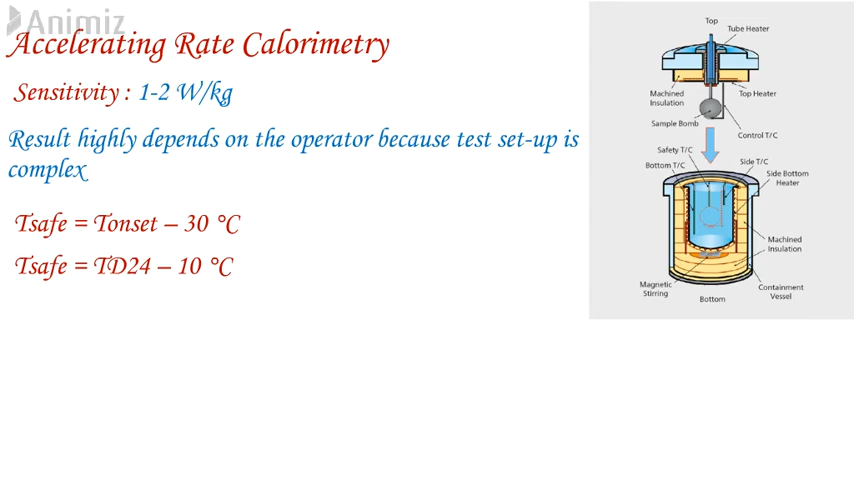 Animiz
Accelerating Rate Calorimetry
Sensitivity : 1-2 W/kg
Result highly depends on the operator because test set-up is
complex
Tsafe = Tonset – 30 °C
Tsafe = TD24 – 10 °C
Top
Tube Heater
Machined
Insulation
Top Heater
Sample Bomb
Control T/C
Safety T/C
Bottom T/C
Side T/C
Side Bottom
Heater
Machined
Insulation
Magnetic
Stirring
Containment
Vessel
Bottom